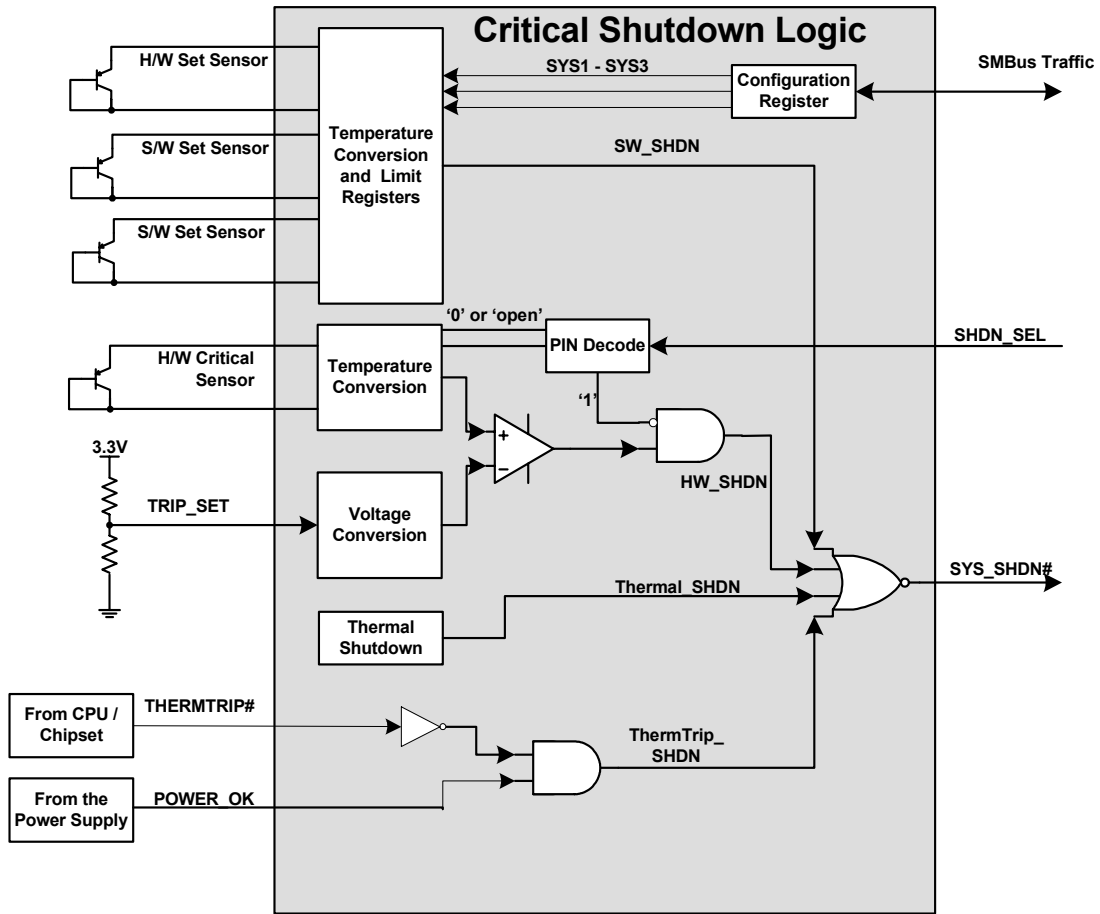 Critical Shutdown Logic
H/W Set Sensor
SYS1 - SYS3
SMBus Traffic
Configuration
Register
Temperature
Conversion
and Limit
Registers
S/W Set Sensor
SW_SHDN
S/W Set Sensor
'0' or 'open'
PIN Decode
SHDN_SEL
H/W Critical
Sensor
Temperature
Conversion
'1'
+
−
3.3V
HW_SHDN
TRIP_SET
Voltage
Conversion
SYS_SHDN#
Thermal_SHDN
Thermal
Shutdown
From CPU /
Chipset
THERMTRIP#
ThermTrip_
SHDN
From the
Power Supply
POWER_OK